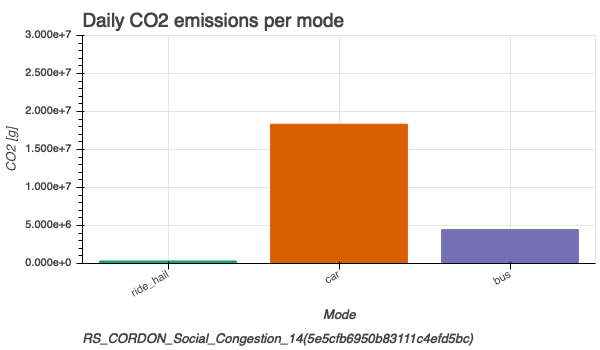 Daily CO2 emissions per mode
3.000e+7
2.500e+7
2.000e+7
1.500e+7
1.000e+7
5.000e+6
0.000e+0
CO2 [g]
ride_hail
car
bus
Mode
RS_CORDON_Social_Congestion_14(5e5cfb6950b83111c4efd5bc)